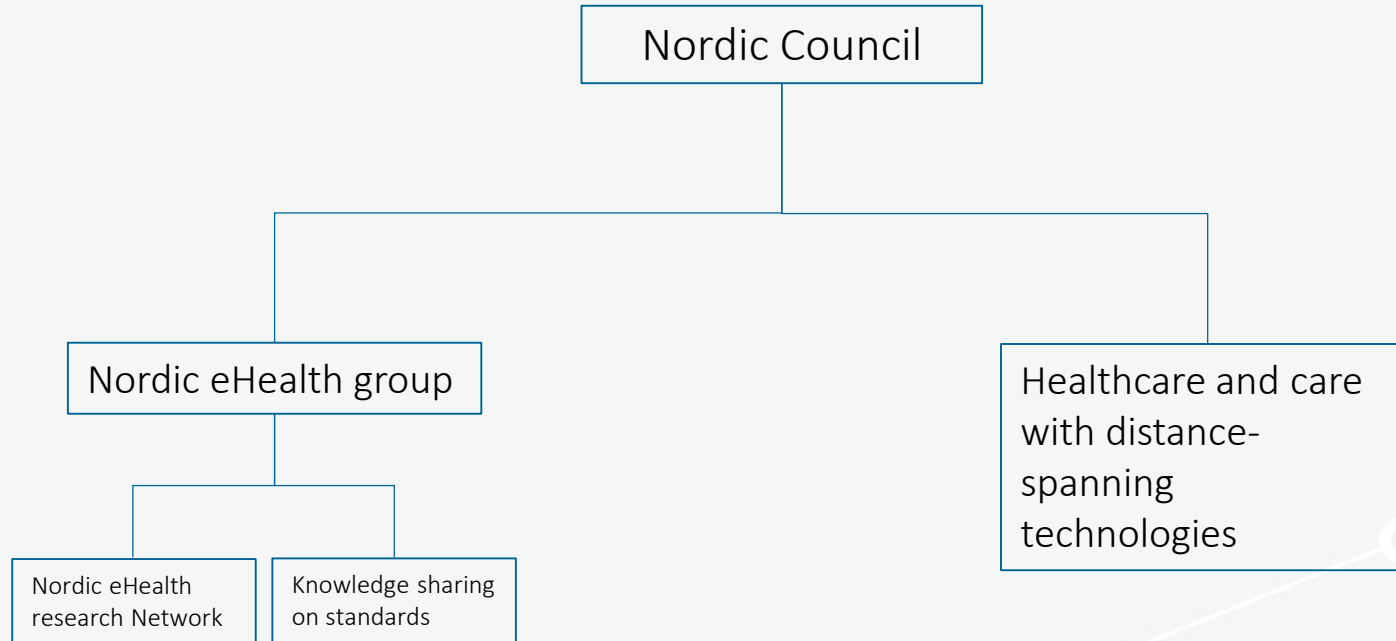 Nordic Council
Nordic eHealth group
Healthcare and care
with distance-
spanning
technologies
Nordic eHealth
research Network
Knowledge sharing
on standards